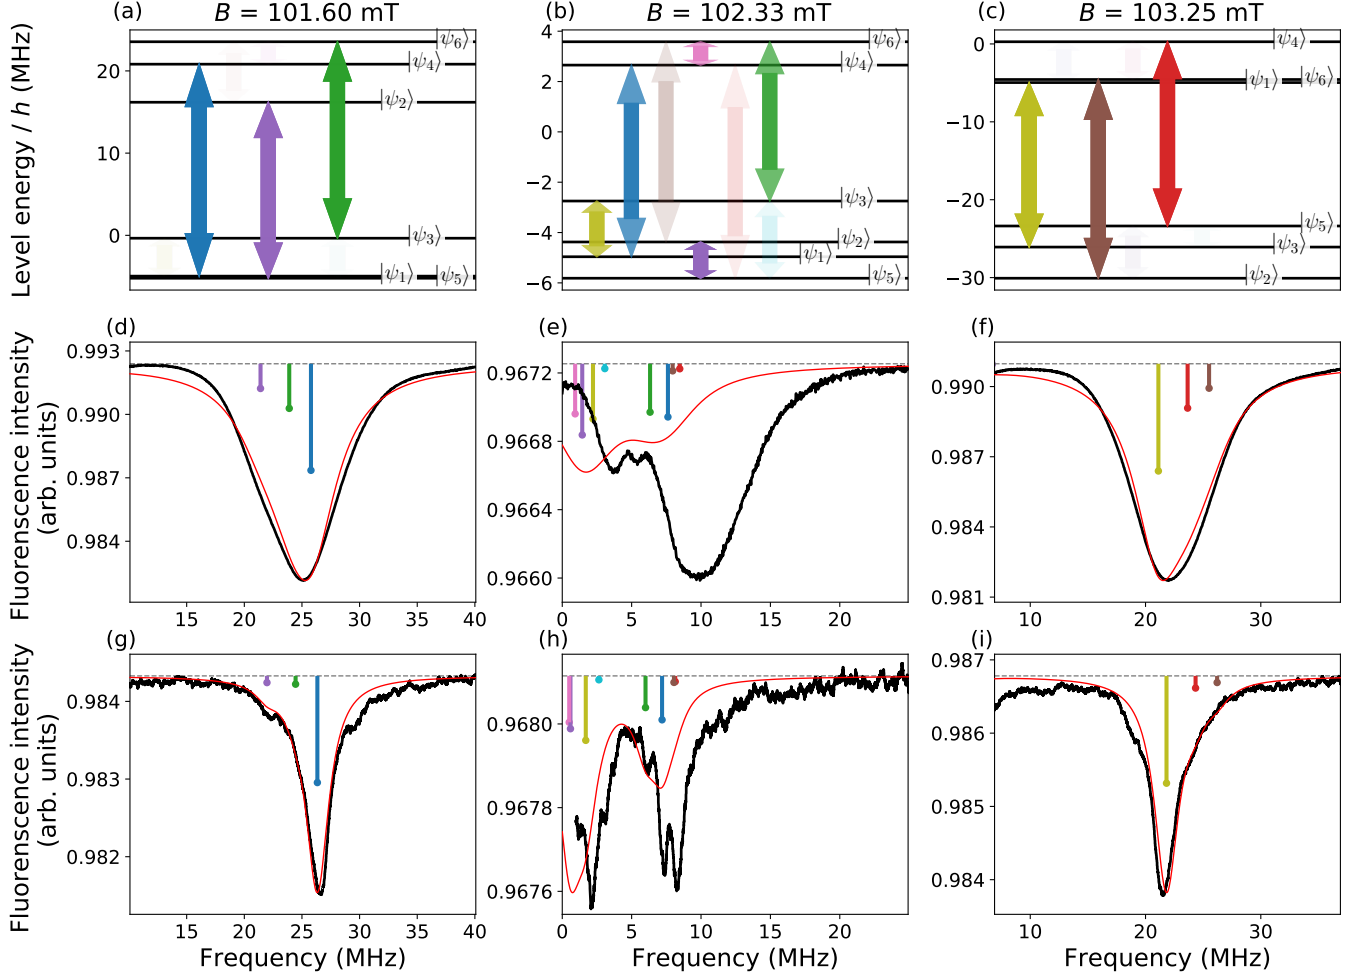 (a) B = 101.60 mT
(b) B = 102.33 mT
(c) B = 103.25 mT
Level energy / h (MHz)
20
0
|ψ6⟩
|ψ4⟩
|ψ2⟩
|ψ3⟩
|ψ1⟩ |ψ5⟩
4
2
0
−2
−4
−6
|ψ6⟩
|ψ4⟩
|ψ3⟩
|ψ2⟩
|ψ1⟩
|ψ5⟩
0
−10
−20
−30
|ψ4⟩
|ψ1⟩ |ψ6⟩
|ψ5⟩
|ψ3⟩
|ψ2⟩
Fluorenscence intensity
(arb. units)
(d)
0.993
0.990
0.987
0.984
15 20 25 30 35 40
(e)
0.9672
0.9668
0.9664
0.9660
0 5 10 15 20
(f)
0.990
0.987
0.984
0.981
10 20 30
Fluorenscence intensity
(arb. units)
(g)
0.984
0.983
0.982
10 15 20 25 30 35 40
Frequency (MHz)
(h)
0.9680
0.9678
0.9676
0 5 10 15 20
Frequency (MHz)
(i)
0.987
0.986
0.985
0.984
10 20 30
Frequency (MHz)